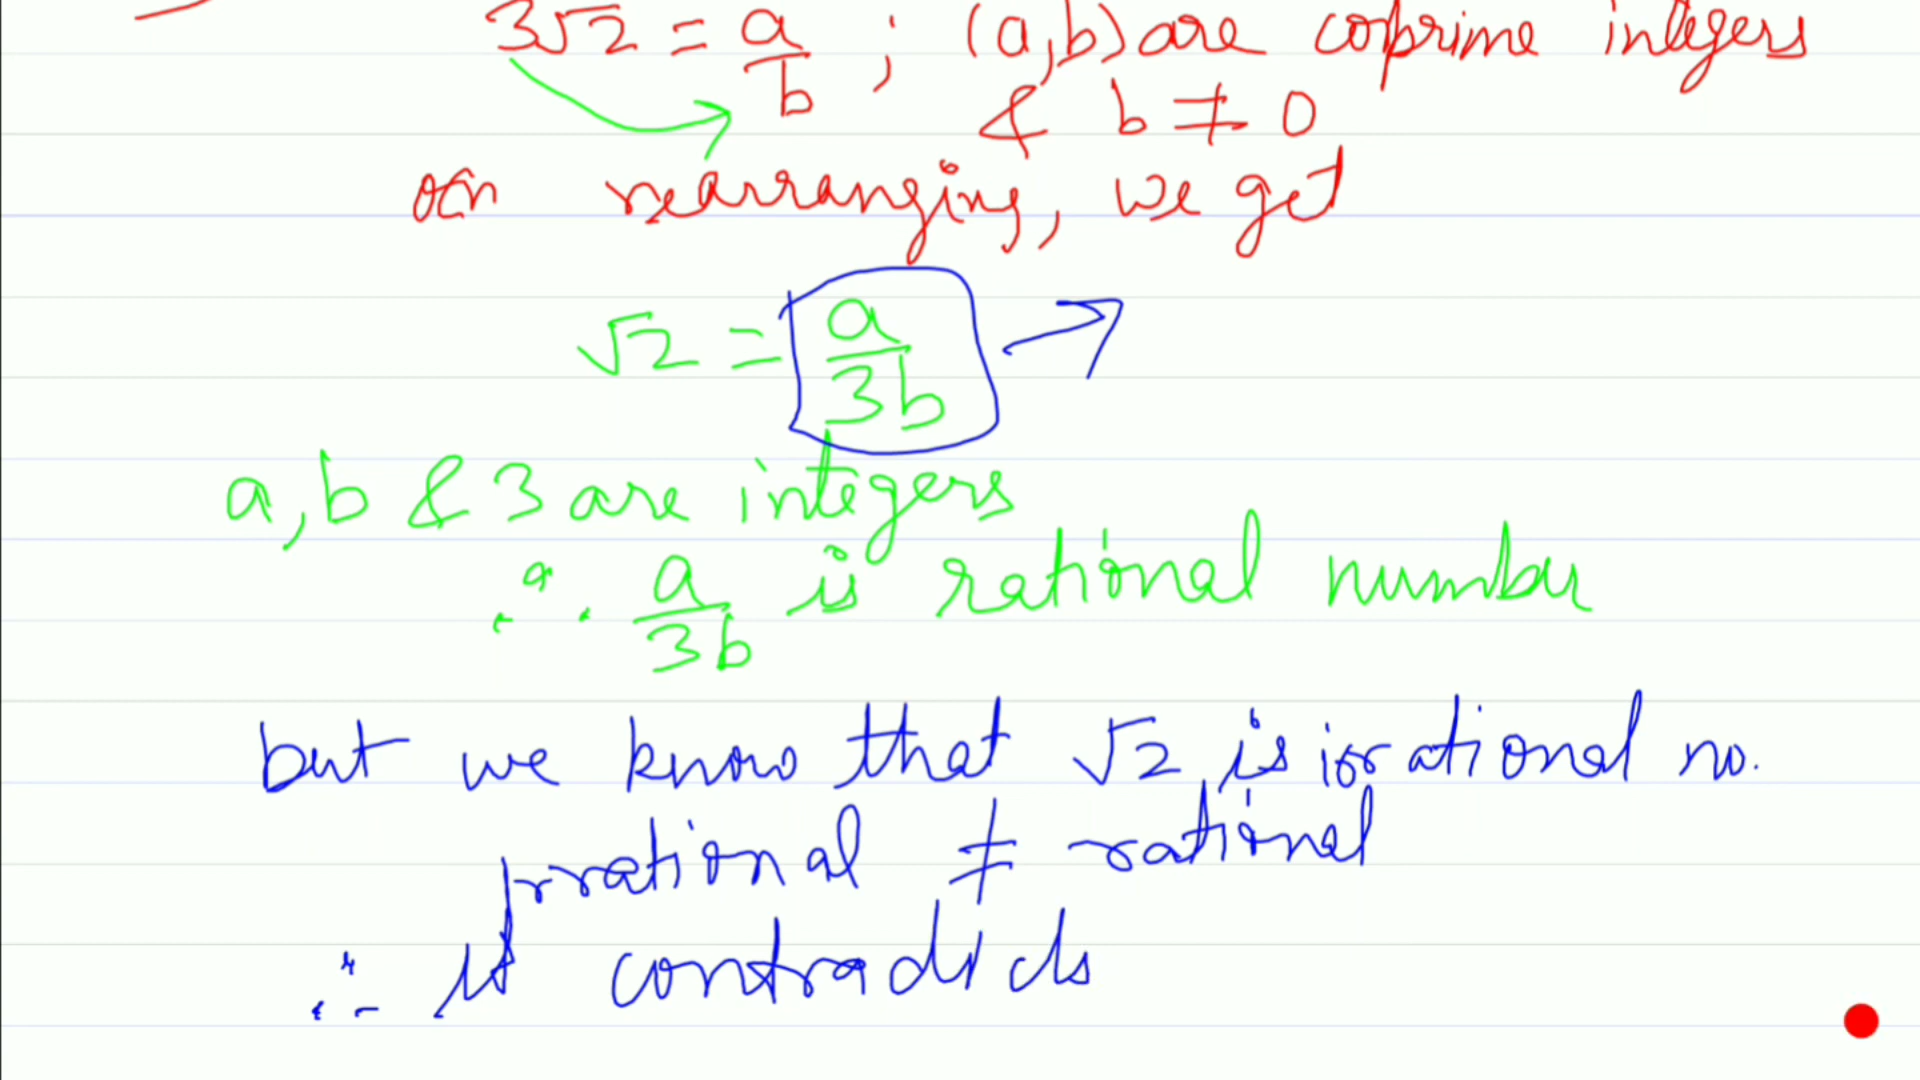 3√2 = a/b ; (a,b) are coprime integers
& b ≠ 0
on rearranging, we get
√2 = a/3b
a, b & 3 are integers
∴ a/3b is rational number
but we know that √2 is irrational no.
irrational ≠ rational
∴ it contradicts